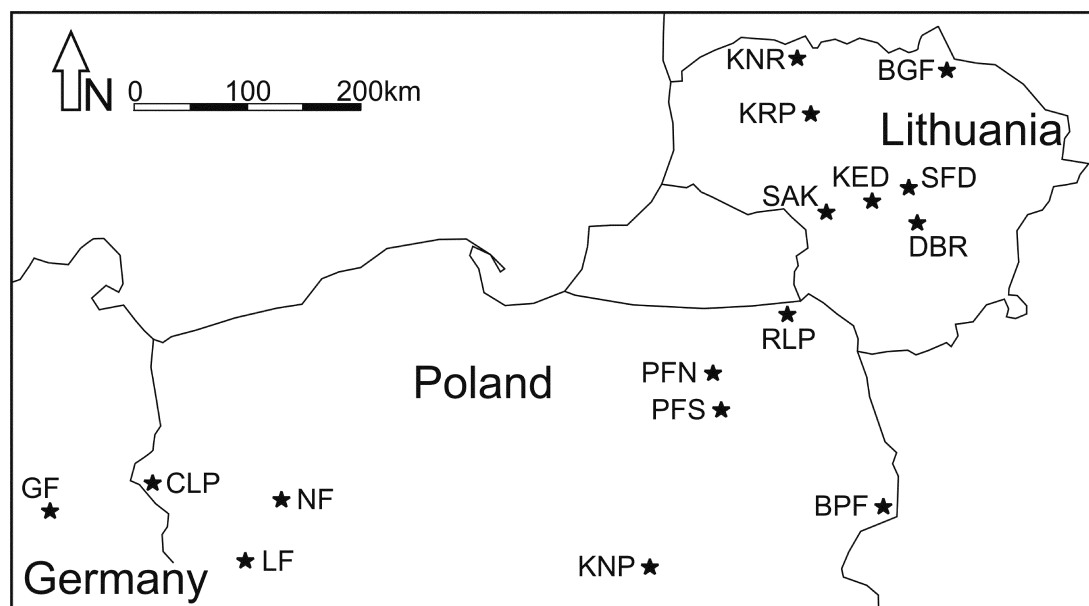 KNR
BGF
N
0 100 200km
KRP
Lithuania
KED
SFD
SAK
DBR
RLP
PFN
Poland
PFS
CLP
GF
NF
BPF
LF
KNP
Germany